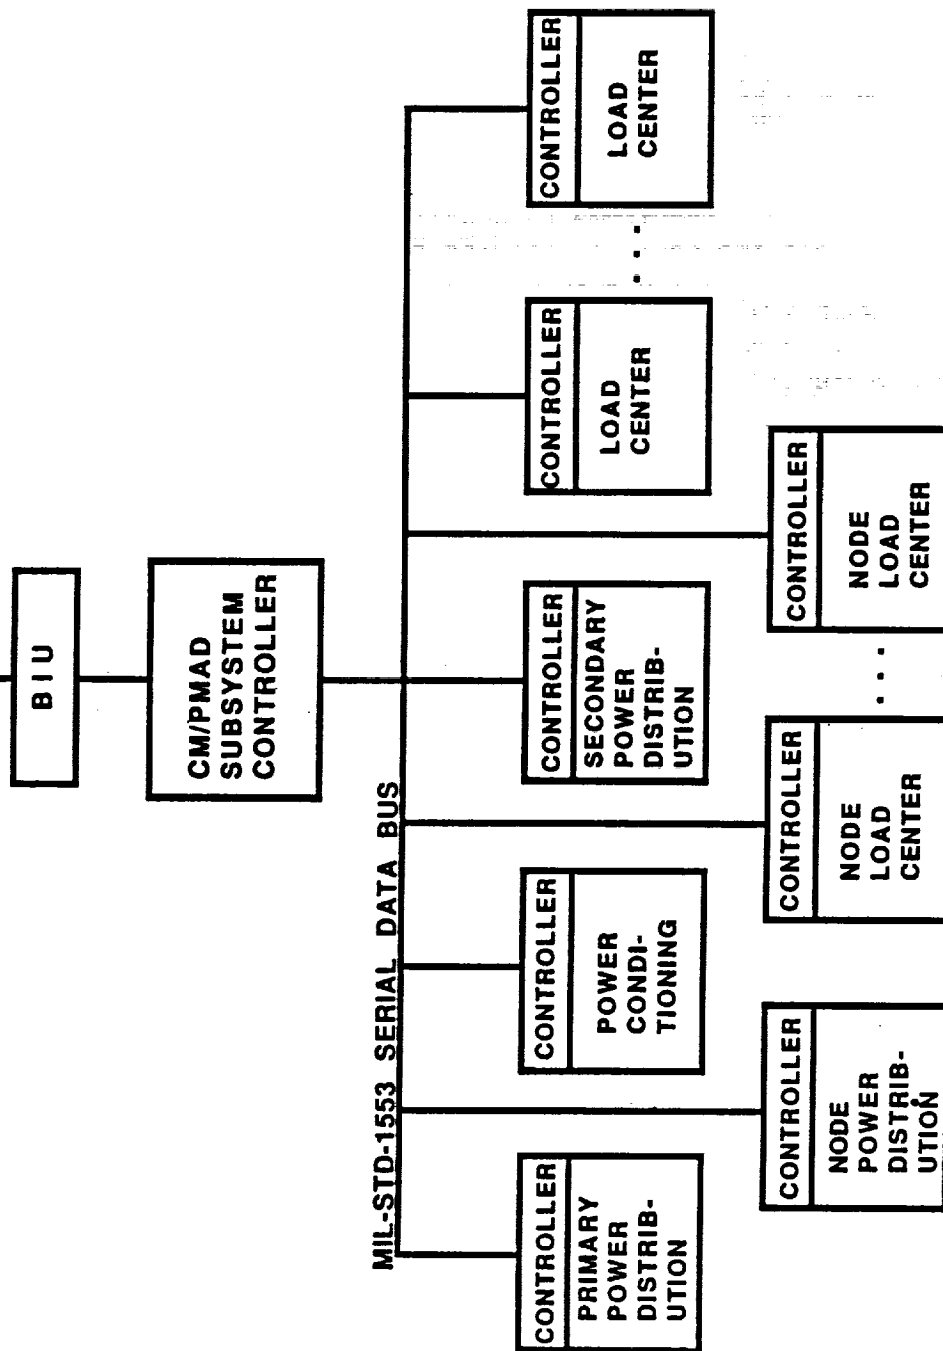 BIU
CM/PMAD
SUBSYSTEM
CONTROLLER
MIL-STD-1553 SERIAL DATA BUS
CONTROLLER
PRIMARY
POWER
DISTRIB-
UTION
CONTROLLER
POWER
CONDI-
TIONING
CONTROLLER
SECONDARY
POWER
DISTRIB-
UTION
CONTROLLER
LOAD
CENTER
...
CONTROLLER
LOAD
CENTER
CONTROLLER
NODE
POWER
DISTRIB-
UTION
CONTROLLER
NODE
LOAD
CENTER
...
CONTROLLER
NODE
LOAD
CENTER